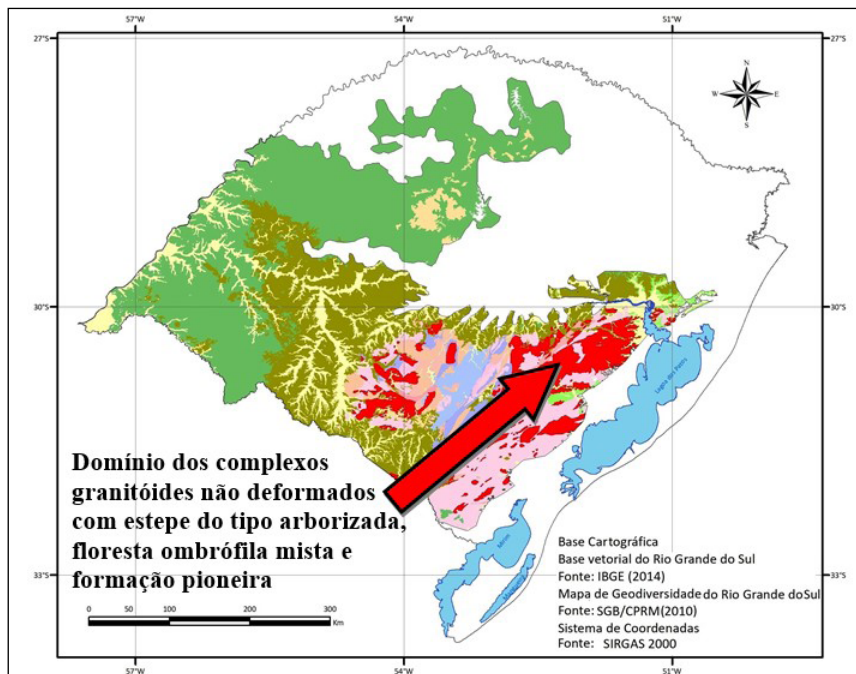 57°W
54°W
51°W
27°S
27°S
N
W E
S
30°S
30°S
Lagoa dos Patos
Domínio dos complexos
granitóides não deformados
com estepe do tipo arborizada,
floresta ombrófila mista e
formação pioneira
Mirim
Mangueira
33°S
33°S
Base Cartográfica
Base vetorial do Rio Grande do Sul
Fonte: IBGE (2014)
Mapa de Geodiversidade do Rio Grande do Sul
Fonte: SGB/CPRM(2010)
Sistema de Coordenadas
Fonte: SIRGAS 2000
0 50 100 200 300
Km
57°W
54°W
51°W